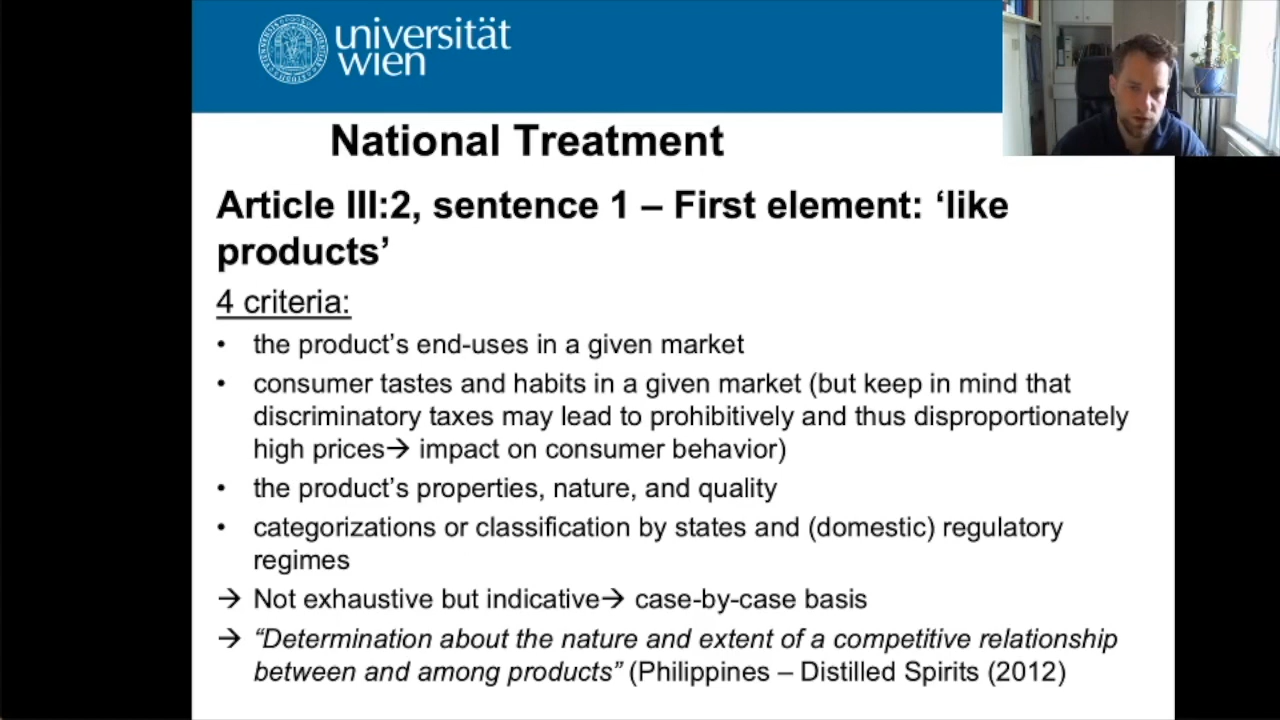 universität
wien
National Treatment
Article III:2, sentence 1 – First element: ‘like
products’
4 criteria:
• the product’s end-uses in a given market
• consumer tastes and habits in a given market (but keep in mind that
discriminatory taxes may lead to prohibitively and thus disproportionately
high prices→ impact on consumer behavior)
• the product’s properties, nature, and quality
• categorizations or classification by states and (domestic) regulatory
regimes
→ Not exhaustive but indicative→ case-by-case basis
→ “Determination about the nature and extent of a competitive relationship
between and among products” (Philippines – Distilled Spirits (2012)